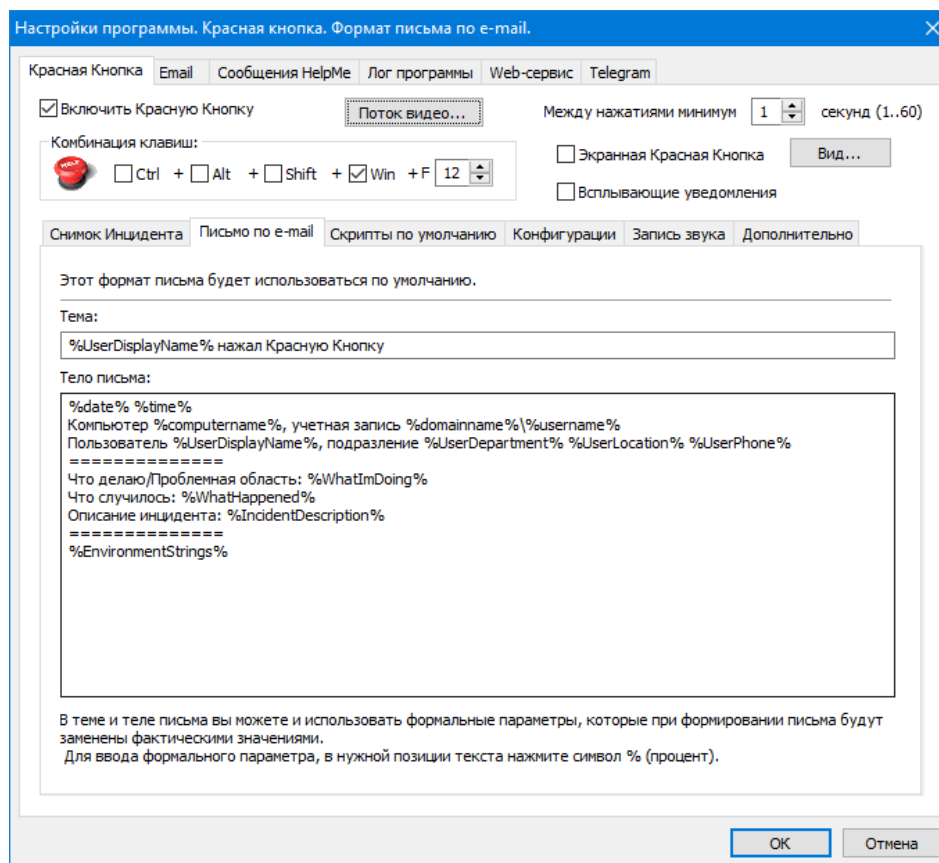 Настройки программы. Красная кнопка. Формат письма по e-mail.
Красная Кнопка Email Сообщения HelpMe Лог программы Web-сервис Telegram
Включить Красную Кнопку Поток видео... Между нажатиями минимум 1 секунд (1..60)
Комбинация клавиш:
Экранная Красная Кнопка Вид...
Ctrl + Alt + Shift + Win + F 12
Всплывающие уведомления
Снимок Инцидента Письмо по e-mail Скрипты по умолчанию Конфигурации Запись звука Дополнительно
Этот формат письма будет использоваться по умолчанию.
Тема:
%UserDisplayName% нажал Красную Кнопку
Тело письма:
%date% %time%
Компьютер %computername%, учетная запись %domainname%\%username%
Пользователь %UserDisplayName%, подразление %UserDepartment% %UserLocation% %UserPhone%
==============
Что делаю/Проблемная область: %WhatImDoing%
Что случилось: %WhatHappened%
Описание инцидента: %IncidentDescription%
==============
%EnvironmentStrings%
В теме и теле письма вы можете и использовать формальные параметры, которые при формировании письма будут
заменены фактическими значениями.
Для ввода формального параметра, в нужной позиции текста нажмите символ % (процент).
OK Отмена